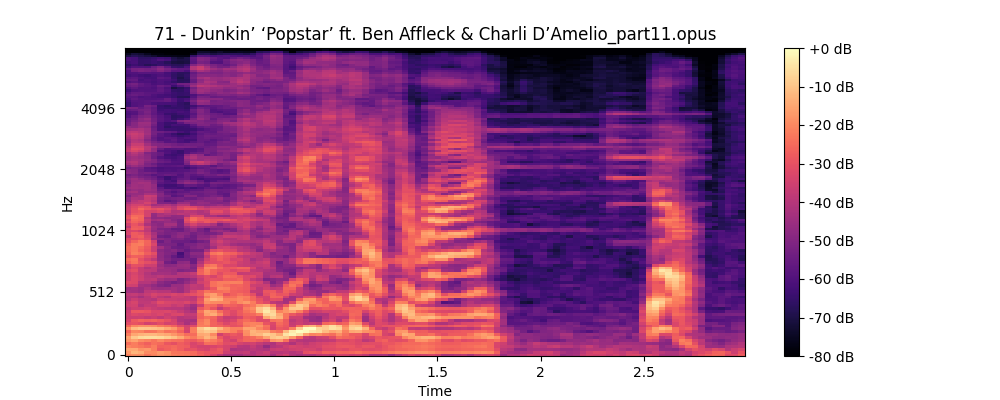 71 - Dunkin’ ‘Popstar’ ft. Ben Affleck & Charli D’Amelio_part11.opus
Hz
4096
2048
1024
512
0
0 0.5 1 1.5 2 2.5
Time
+0 dB
-10 dB
-20 dB
-30 dB
-40 dB
-50 dB
-60 dB
-70 dB
-80 dB